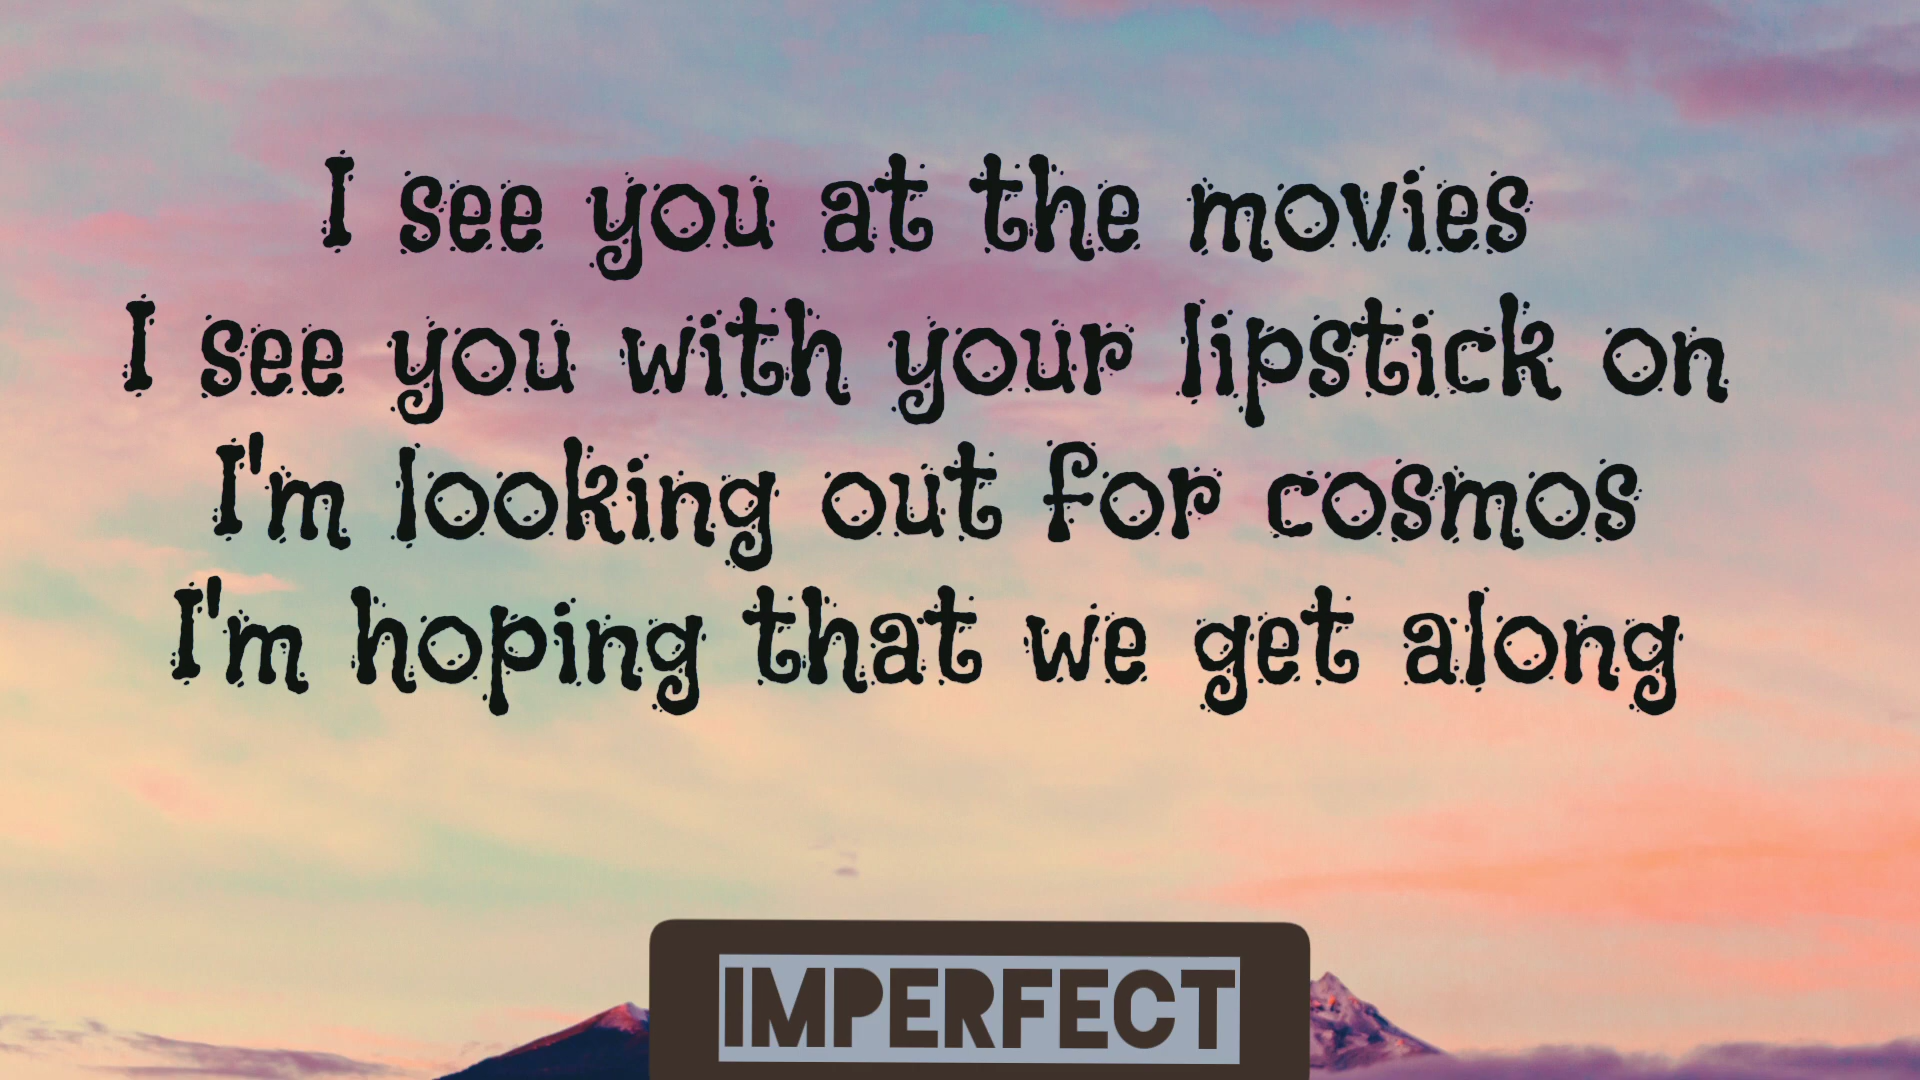 I see you at the movies
I see you with your lipstick on
I'm looking out for cosmos
I'm hoping that we get along
IMPERFECT